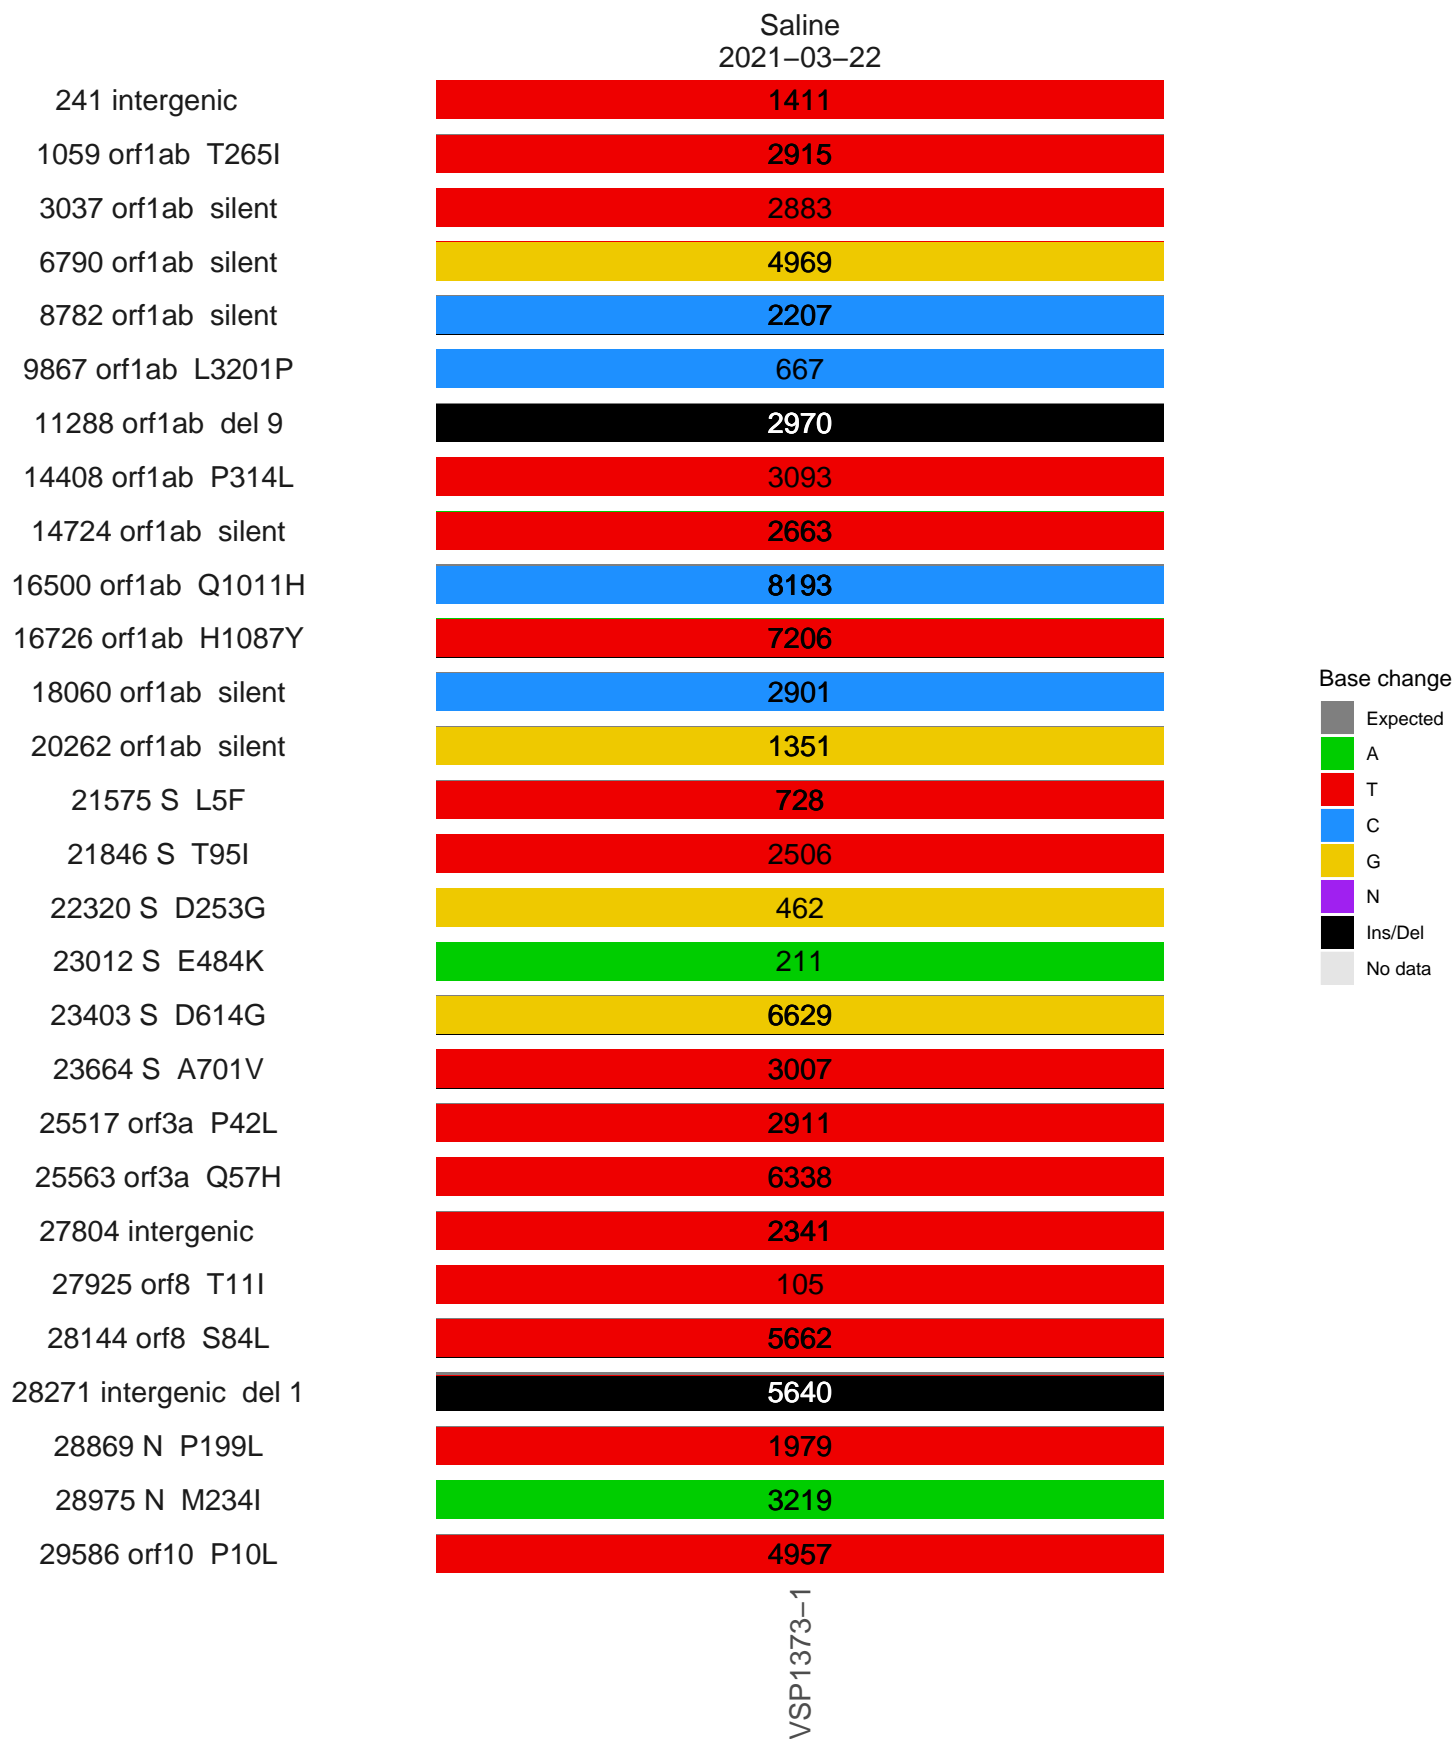 Saline
2021−03−22
241 intergenic 1411
1059 orf1ab T265I 2915
3037 orf1ab silent 2883
6790 orf1ab silent 4969
8782 orf1ab silent 2207
9867 orf1ab L3201P 667
11288 orf1ab del 9 2970
14408 orf1ab P314L 3093
14724 orf1ab silent 2663
16500 orf1ab Q1011H 8193
16726 orf1ab H1087Y 7206
18060 orf1ab silent 2901
20262 orf1ab silent 1351
21575 S L5F 728
21846 S T95I 2506
22320 S D253G 462
23012 S E484K 211
23403 S D614G 6629
23664 S A701V 3007
25517 orf3a P42L 2911
25563 orf3a Q57H 6338
27804 intergenic 2341
27925 orf8 T11I 105
28144 orf8 S84L 5662
28271 intergenic del 1 5640
28869 N P199L 1979
28975 N M234I 3219
29586 orf10 P10L 4957
VSP1373−1
Base change
Expected
A
T
C
G
N
Ins/Del
No data